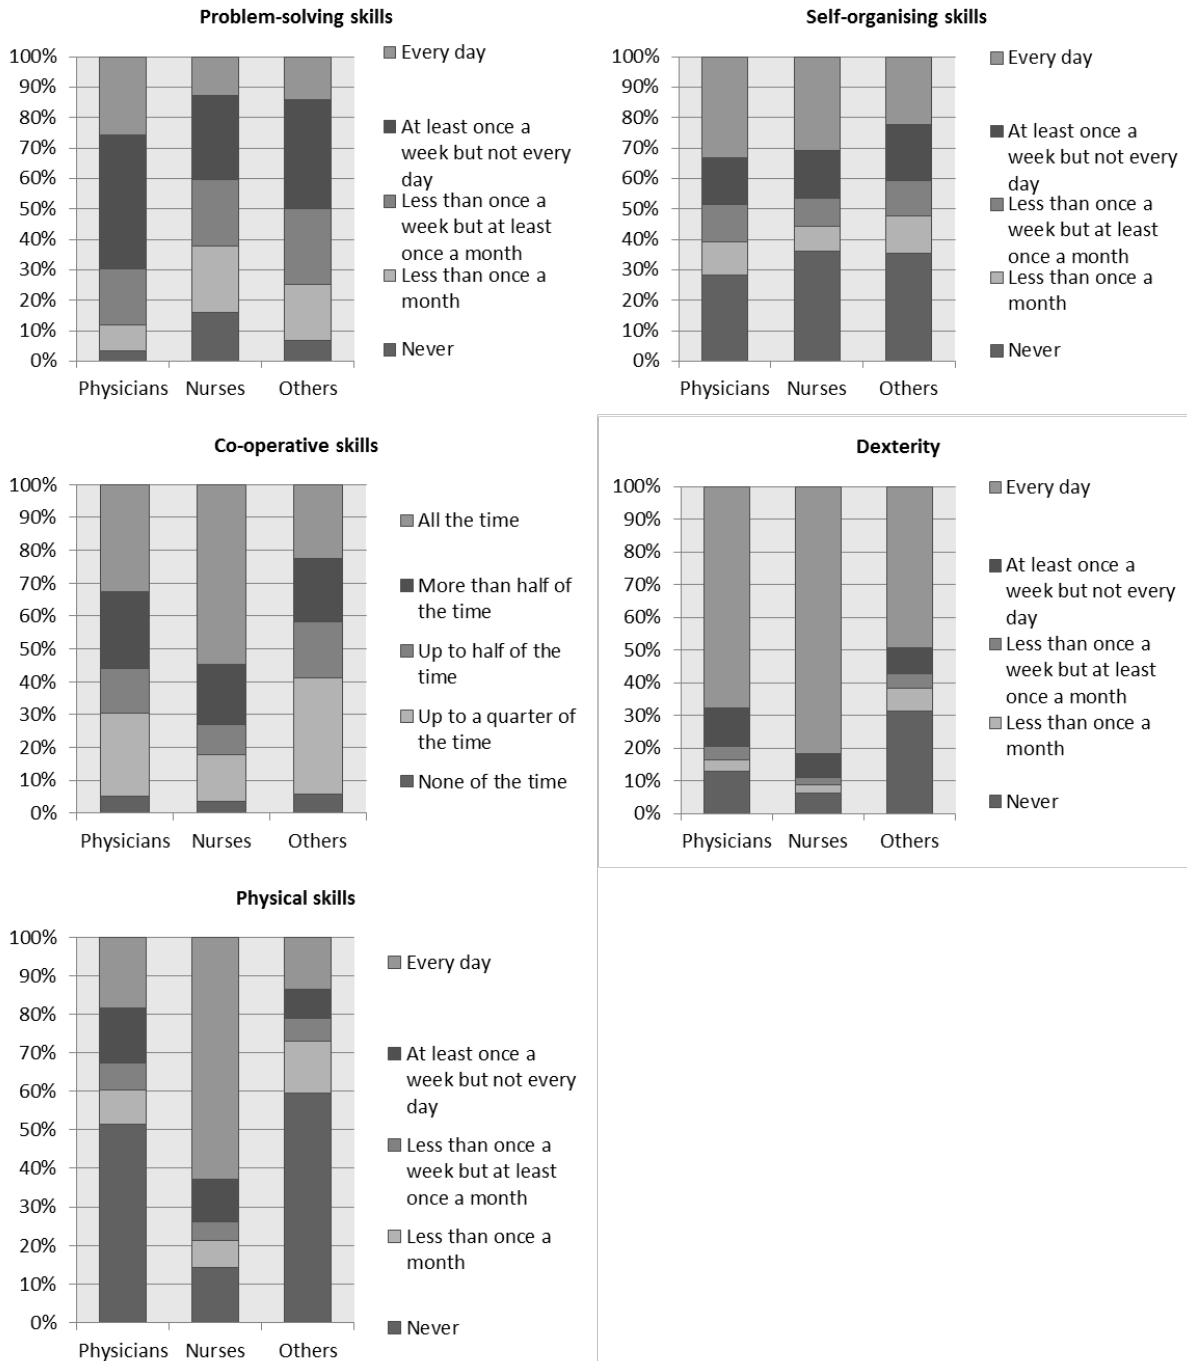 Problem-solving skills
100%
90%
80%
70%
60%
50%
40%
30%
20%
10%
0%
Physicians Nurses Others
Every day
At least once a
week but not every
day
Less than once a
week but at least
once a month
Less than once a
month
Never
Self-organising skills
100%
90%
80%
70%
60%
50%
40%
30%
20%
10%
0%
Physicians Nurses Others
Every day
At least once a
week but not every
day
Less than once a
week but at least
once a month
Less than once a
month
Never
Co-operative skills
100%
90%
80%
70%
60%
50%
40%
30%
20%
10%
0%
Physicians Nurses Others
All the time
More than half of
the time
Up to half of the
time
Up to a quarter of
the time
None of the time
Dexterity
100%
90%
80%
70%
60%
50%
40%
30%
20%
10%
0%
Physicians Nurses Others
Every day
At least once a
week but not every
day
Less than once a
week but at least
once a month
Less than once a
month
Never
Physical skills
100%
90%
80%
70%
60%
50%
40%
30%
20%
10%
0%
Physicians Nurses Others
Every day
At least once a
week but not every
day
Less than once a
week but at least
once a month
Less than once a
month
Never